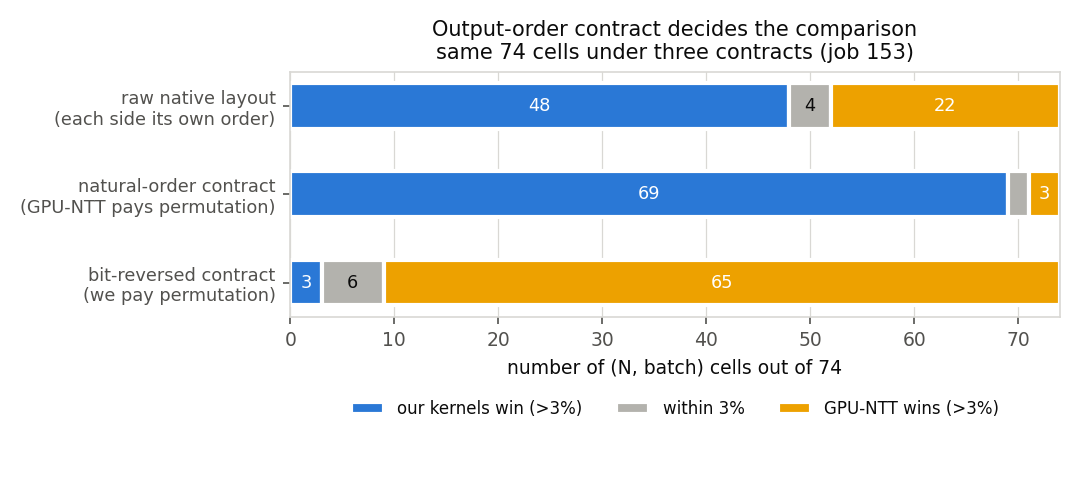 Output-order contract decides the comparison
same 74 cells under three contracts (job 153)
raw native layout
(each side its own order)
48
4
22
natural-order contract
(GPU-NTT pays permutation)
69
3
bit-reversed contract
(we pay permutation)
3
6
65
0 10 20 30 40 50 60 70
number of (N, batch) cells out of 74
our kernels win (>3%)
within 3%
GPU-NTT wins (>3%)